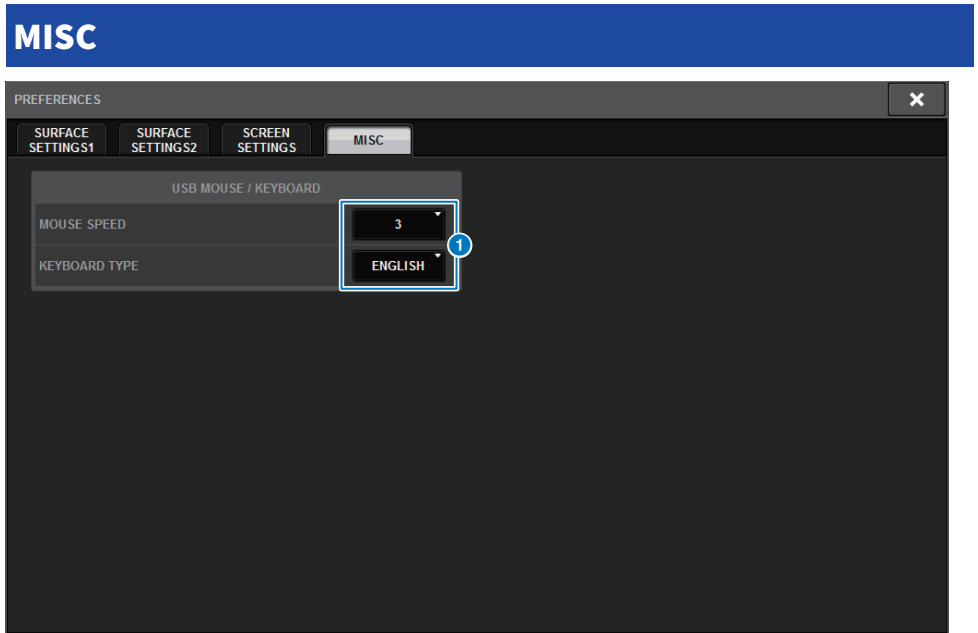 MISC
PREFERENCES
SURFACE
SETTINGS1
SURFACE
SETTINGS2
SCREEN
SETTINGS
MISC
USB MOUSE / KEYBOARD
MOUSE SPEED
3
1
KEYBOARD TYPE
ENGLISH